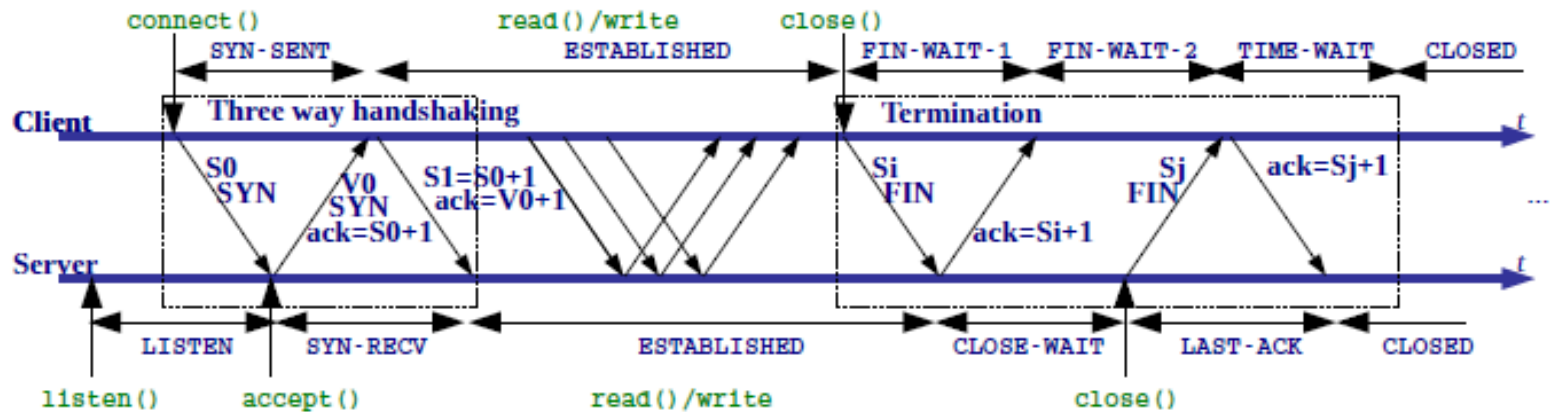 connect() read()/write close()
SYN-SENT ESTABLISHED FIN-WAIT-1 FIN-WAIT-2 TIME-WAIT CLOSED
Three way handshaking Termination
Client t
S0
SYN
V0
SYN
ack=S0+1
S1=S0+1
ack=V0+1
Si
FIN
ack=Si+1
Sj
FIN
ack=Sj+1
...
Server t
LISTEN SYN-RECV ESTABLISHED CLOSE-WAIT LAST-ACK CLOSED
listen() accept() read()/write close()